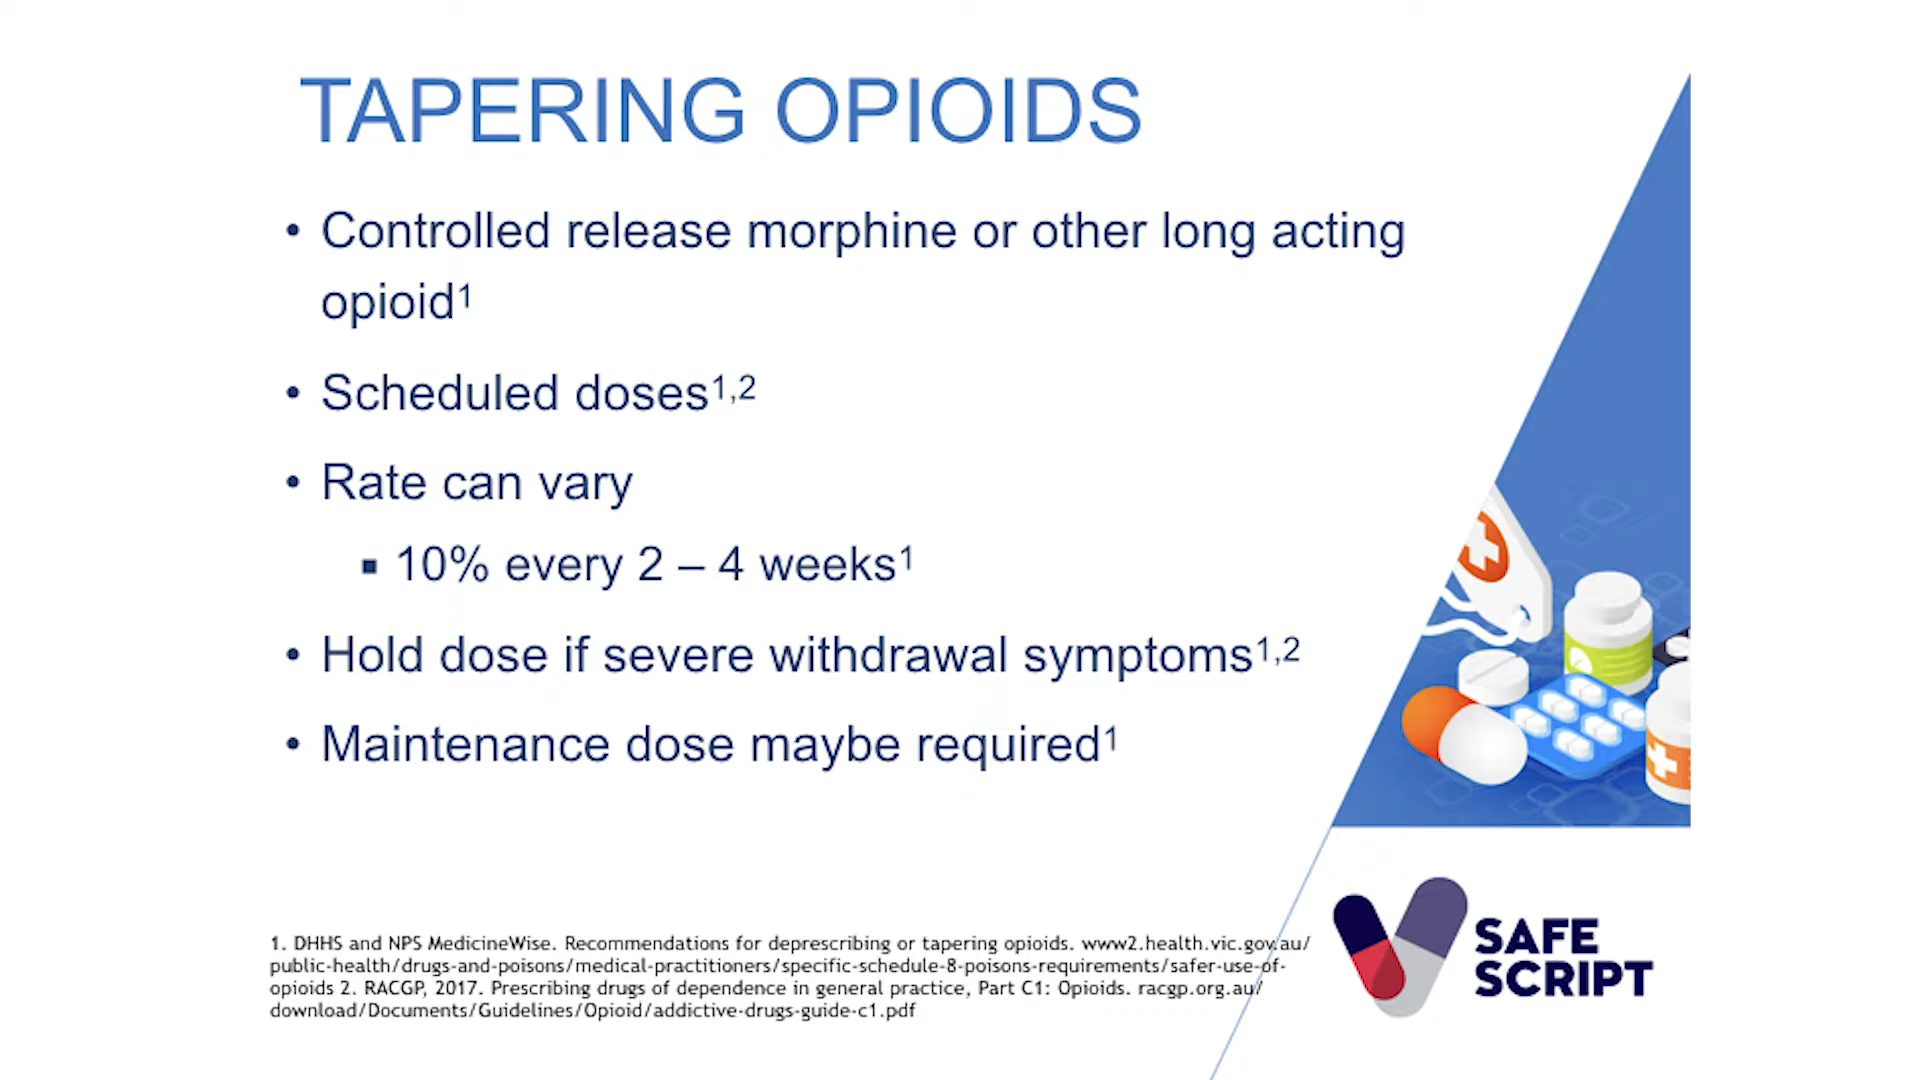 TAPERING OPIOIDS
• Controlled release morphine or other long acting
opioid¹
• Scheduled doses¹,²
• Rate can vary
▪ 10% every 2 – 4 weeks¹
• Hold dose if severe withdrawal symptoms¹,²
• Maintenance dose maybe required¹
1. DHHS and NPS MedicineWise. Recommendations for deprescribing or tapering opioids. www2.health.vic.gov.au/
public-health/drugs-and-poisons/medical-practitioners/specific-schedule-8-poisons-requirements/safer-use-of-
opioids 2. RACGP, 2017. Prescribing drugs of dependence in general practice, Part C1: Opioids. racgp.org.au/
download/Documents/Guidelines/Opioid/addictive-drugs-guide-c1.pdf
SAFE
SCRIPT